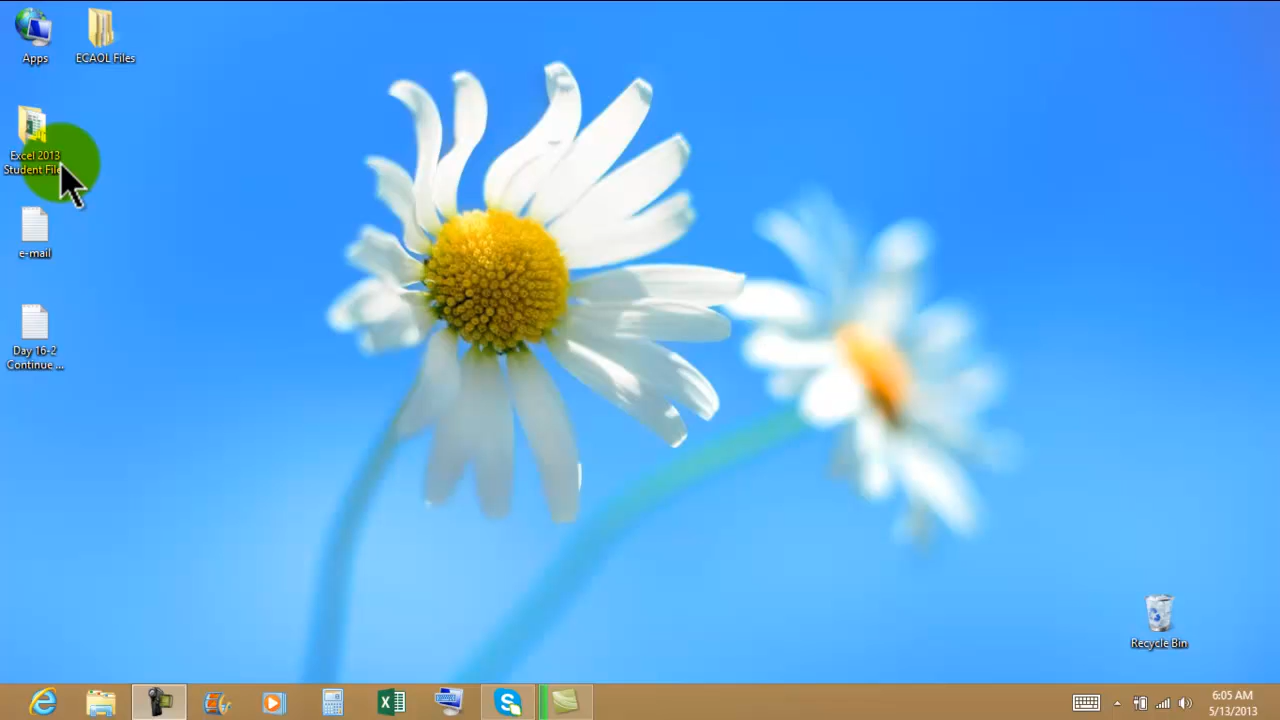 Apps
ECAOL Files
Excel 2013
Student File
e-mail
Day 16-2
Continue ...
Recycle Bin
6:05 AM
5/13/2013